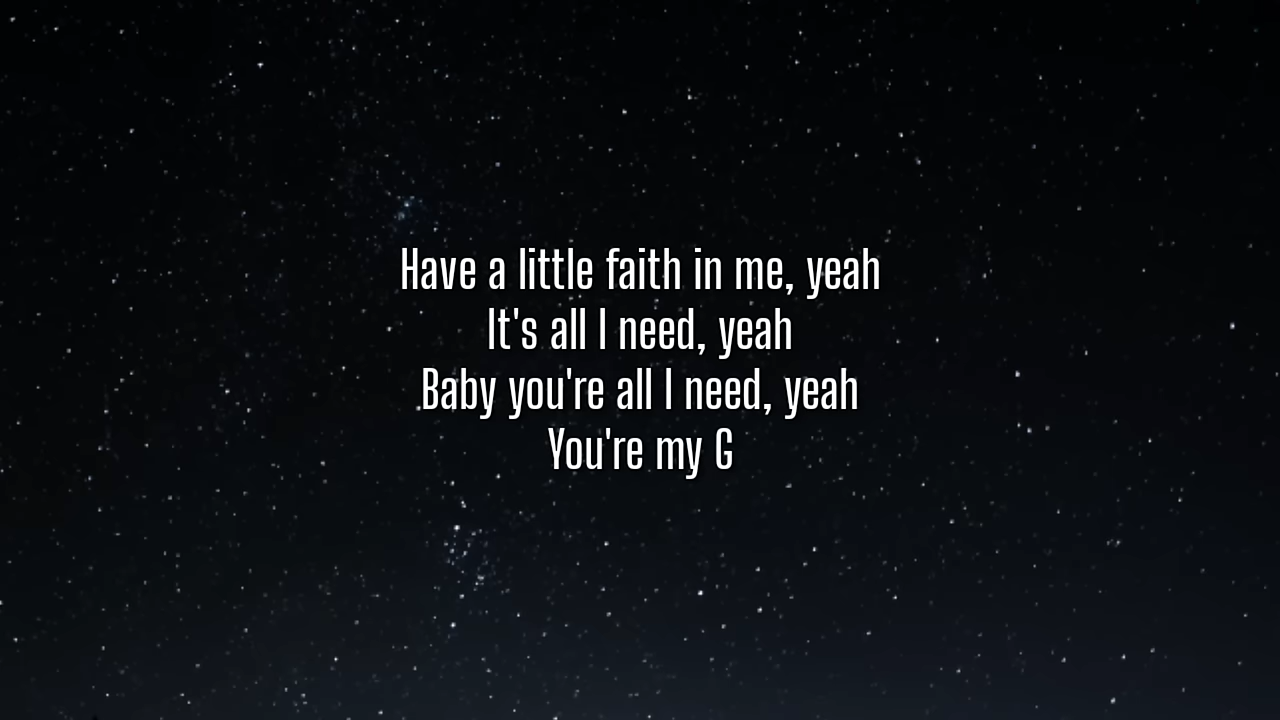 Have a little faith in me, yeah
It's all I need, yeah
Baby you're all I need, yeah
You're my G